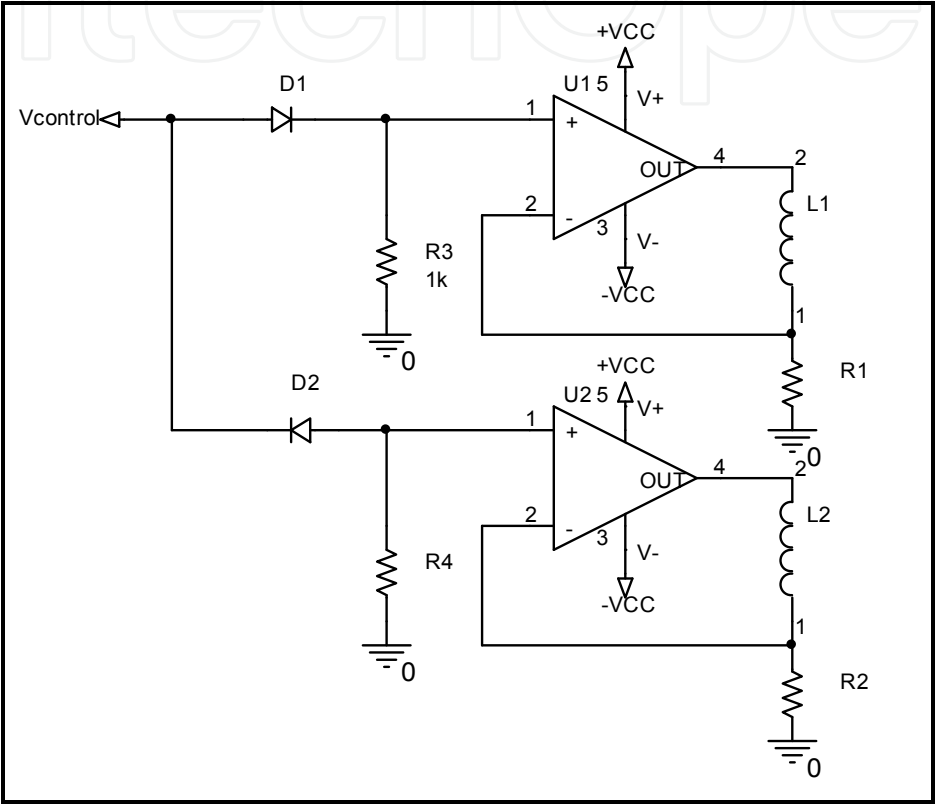 itechope
+VCC
D1
U1 5
V+
Vcontrol
1
+
OUT
4
2
L1
2
-
3
V-
R3
1k
-VCC
1
0
+VCC
R1
D2
U2 5
V+
1
+
0
OUT
4
2
L2
2
-
3
V-
R4
-VCC
1
0
R2
0